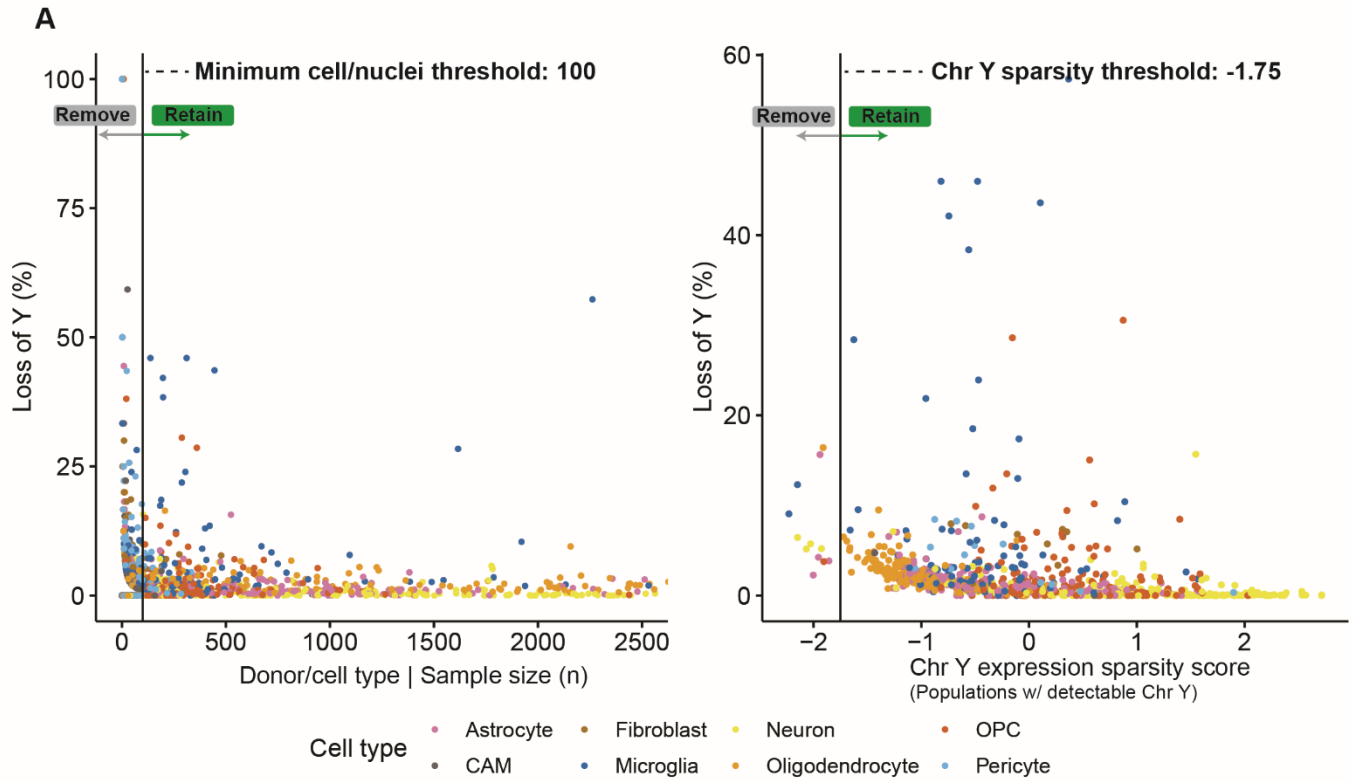 A
Minimum cell/nuclei threshold: 100
Remove
Retain
100
75
50
25
0
Loss of Y (%)
0
500
1000
1500
2000
2500
Donor/cell type | Sample size (n)
Chr Y sparsity threshold: -1.75
Remove
Retain
60
40
20
0
Loss of Y (%)
−2
−1
0
1
2
Chr Y expression sparsity score
(Populations w/ detectable Chr Y)
Cell type
Astrocyte
Fibroblast
Neuron
OPC
CAM
Microglia
Oligodendrocyte
Pericyte